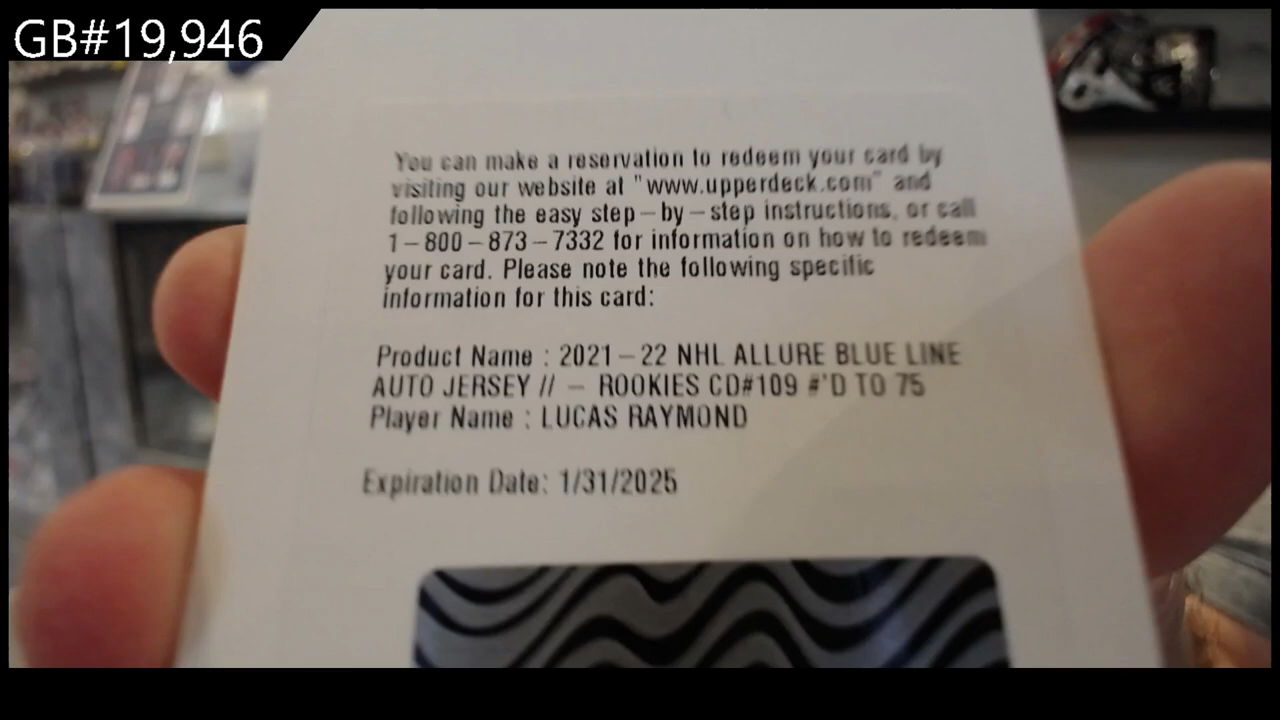 GB#19,946
You can make a reservation to redeem your card by
visiting our website at "www.upperdeck.com" and
following the easy step – by – step instructions, or call
1 – 800 – 873 – 7332 for information on how to redeem
your card. Please note the following specific
information for this card:
Product Name : 2021 – 22 NHL ALLURE BLUE LINE
AUTO JERSEY // – ROOKIES CD#109 #'D TO 75
Player Name : LUCAS RAYMOND
Expiration Date: 1/31/2025